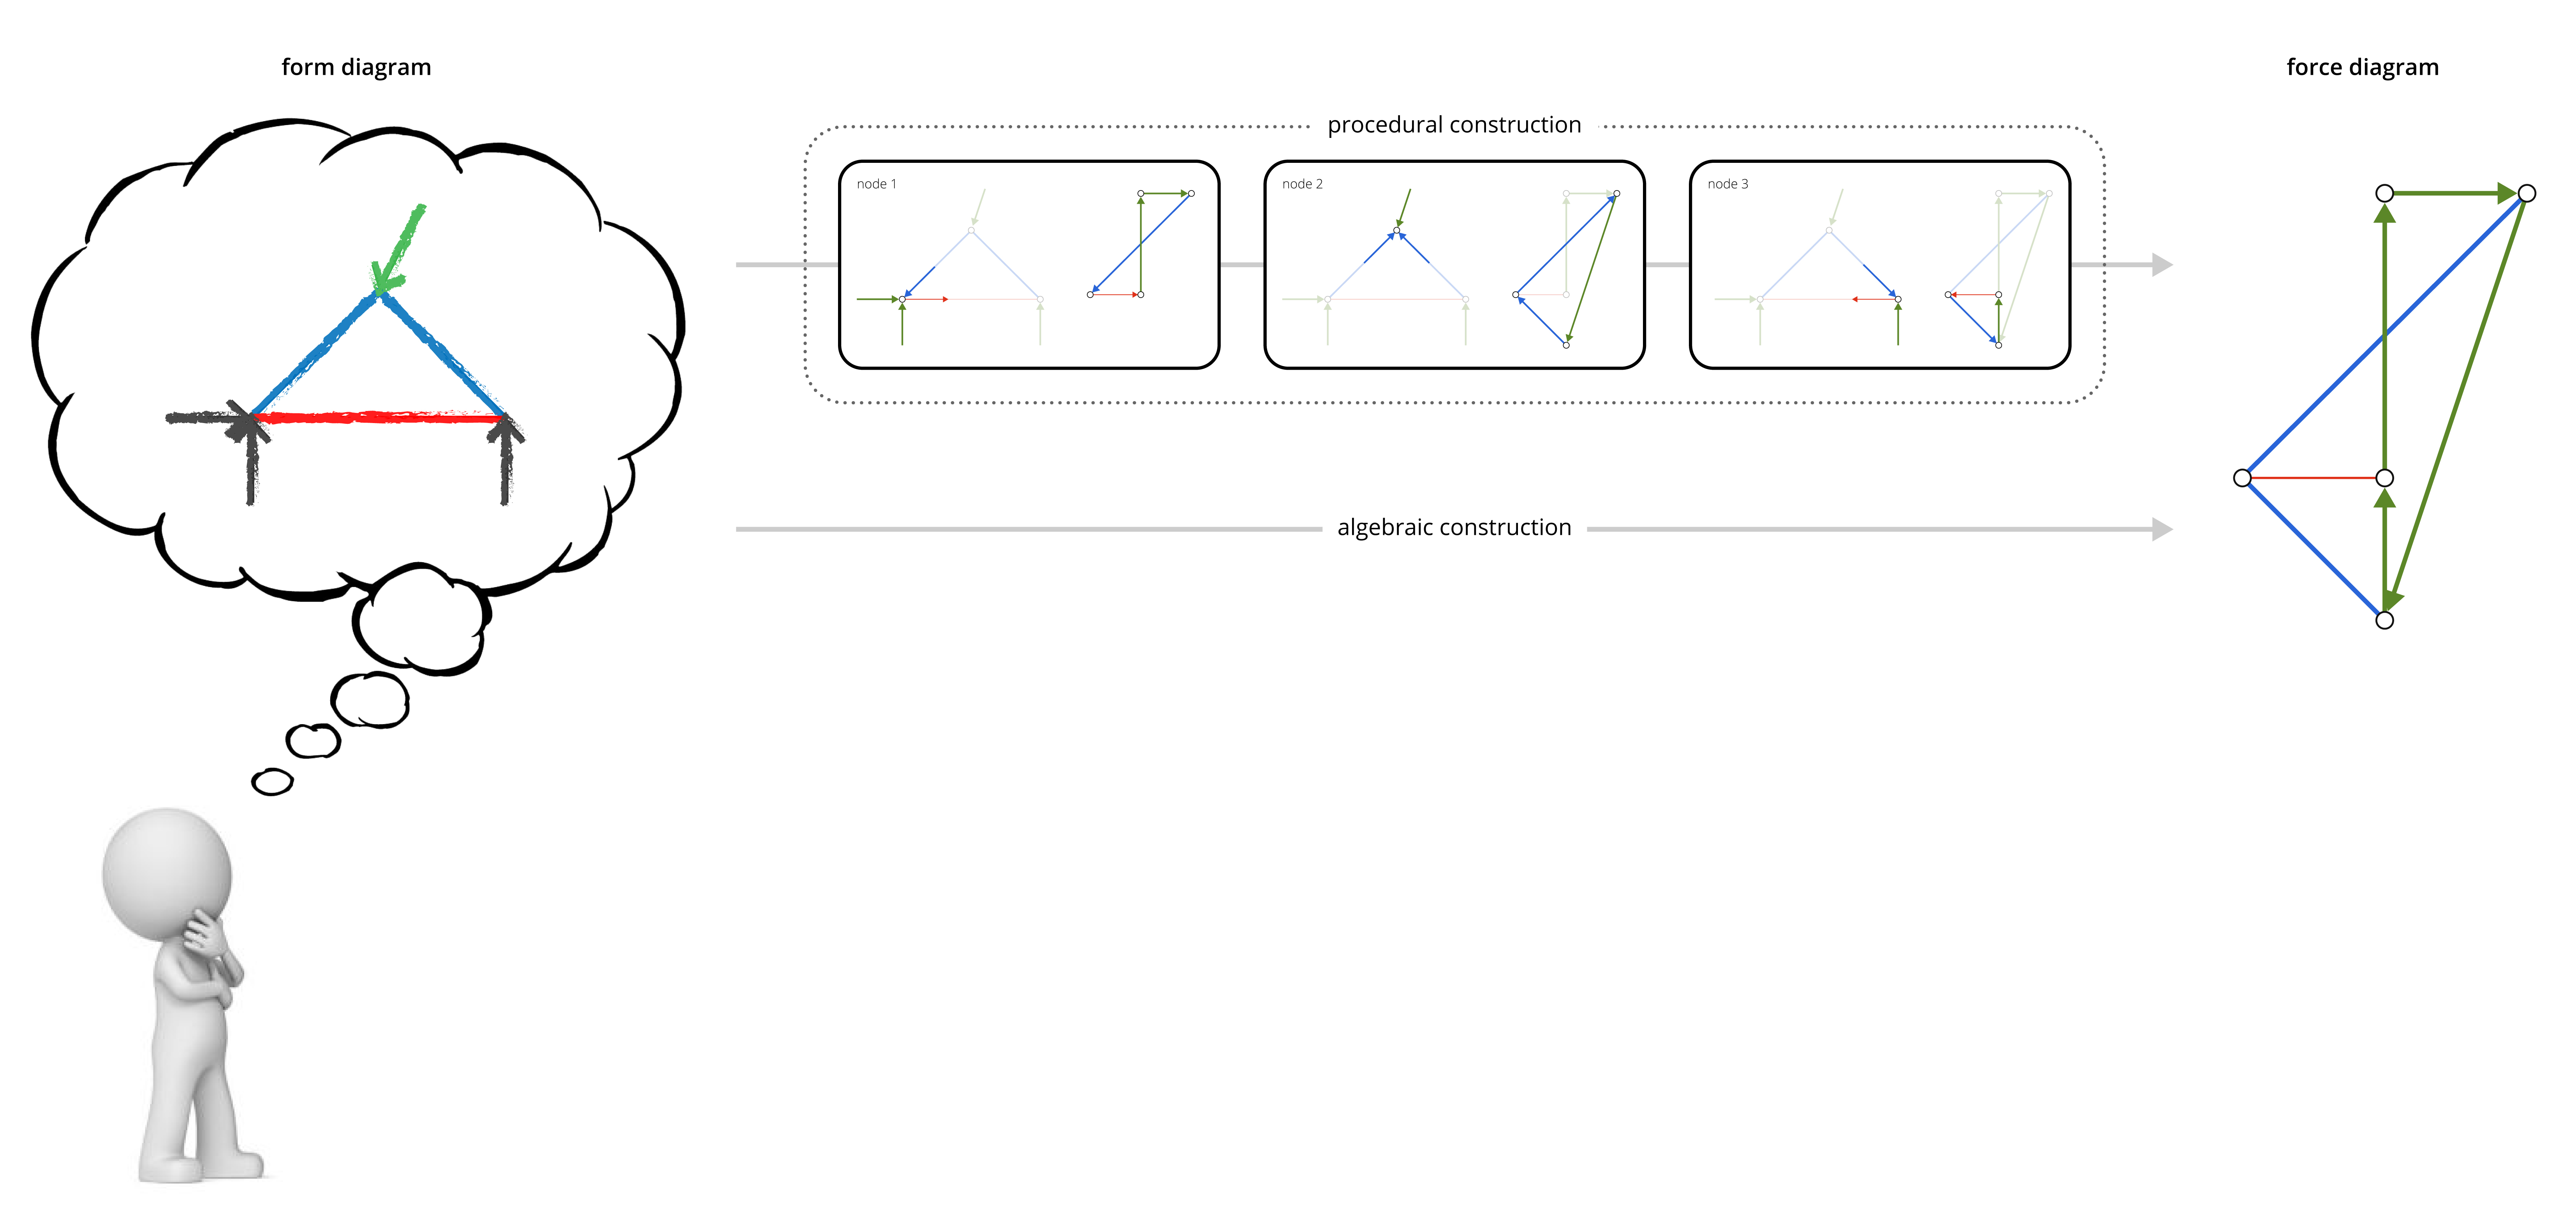 form diagram
force diagram
procedural construction
node 1
node 2
node 3
algebraic construction